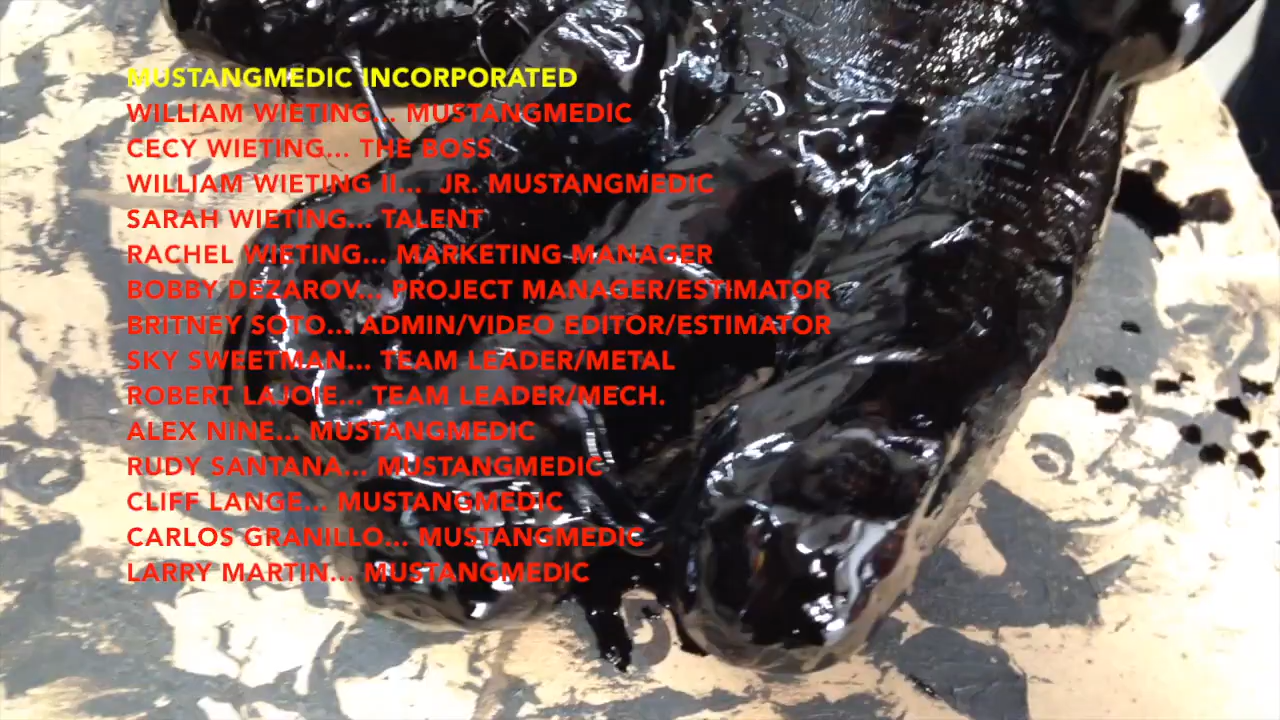 MUSTANGMEDIC INCORPORATED
WILLIAM WIETING... MUSTANGMEDIC
CECY WIETING... THE BOSS
WILLIAM WIETING II... JR. MUSTANGMEDIC
SARAH WIETING... TALENT
RACHEL WIETING... MARKETING MANAGER
BOBBY DEZAROV... PROJECT MANAGER/ESTIMATOR
BRITNEY SOTO... ADMIN/VIDEO EDITOR/ESTIMATOR
SKY SWEETMAN... TEAM LEADER/METAL
ROBERT LAJOIE... TEAM LEADER/MECH.
ALEX NINE... MUSTANGMEDIC
RUDY SANTANA... MUSTANGMEDIC
CLIFF LANGE... MUSTANGMEDIC
CARLOS GRANILLO... MUSTANGMEDIC
LARRY MARTIN... MUSTANGMEDIC